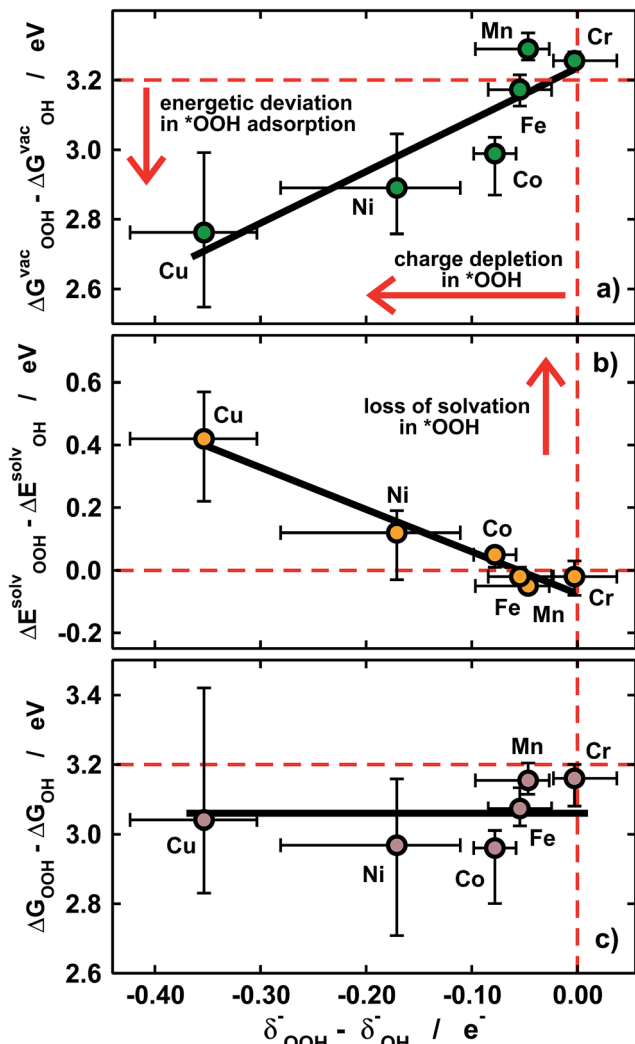 ΔG^vac_OOH - ΔG^vac_OH / eV
3.2
3.0
2.8
2.6
energetic deviation
in *OOH adsorption
Mn
Cr
Fe
Co
Ni
Cu
charge depletion
in *OOH
a)
ΔE^solv_OOH - ΔE^solv_OH / eV
0.6
0.4
0.2
0.0
-0.2
b)
loss of solvation
in *OOH
Cu
Ni
Co
Fe
Mn
Cr
ΔG_OOH - ΔG_OH / eV
3.4
3.2
3.0
2.8
2.6
Mn
Cr
Fe
Cu
Ni
Co
c)
-0.40 -0.30 -0.20 -0.10 0.00
δ^-_OOH - δ^-_OH / e^-